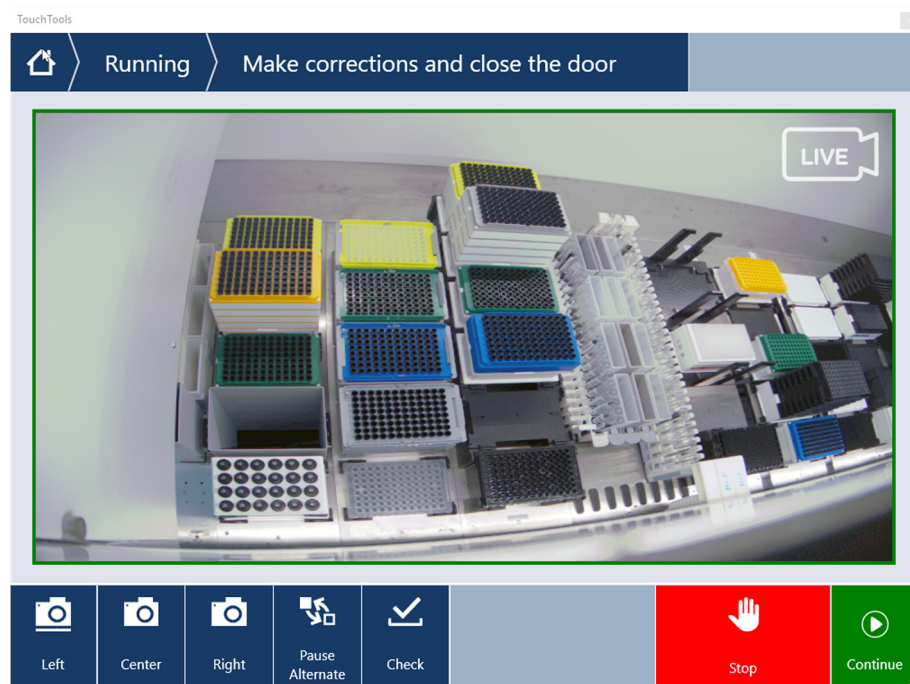 TouchTools
Running
Make corrections and close the door
LIVE
Left
Center
Right
Pause
Alternate
Check
Stop
Continue